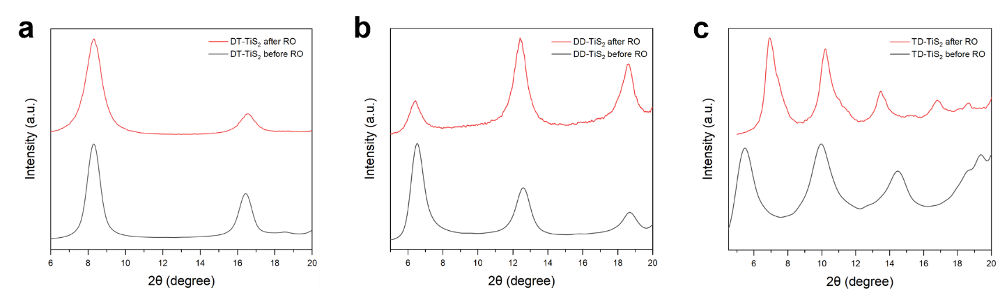 a
DT-TiS₂ after RO
DT-TiS₂ before RO
Intensity (a.u.)
6 8 10 12 14 16 18 20
2θ (degree)
b
DD-TiS₂ after RO
DD-TiS₂ before RO
Intensity (a.u.)
6 8 10 12 14 16 18 20
2θ (degree)
c
TD-TiS₂ after RO
TD-TiS₂ before RO
Intensity (a.u.)
6 8 10 12 14 16 18 20
2θ (degree)